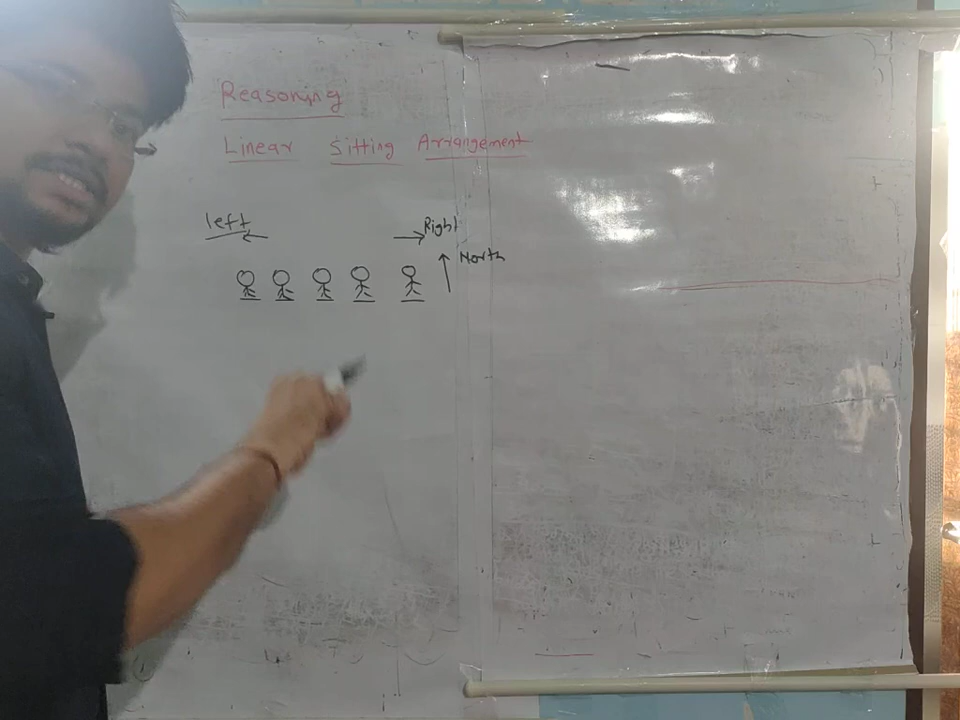 Reasoning
Linear Sitting Arrangement
left
Right
North